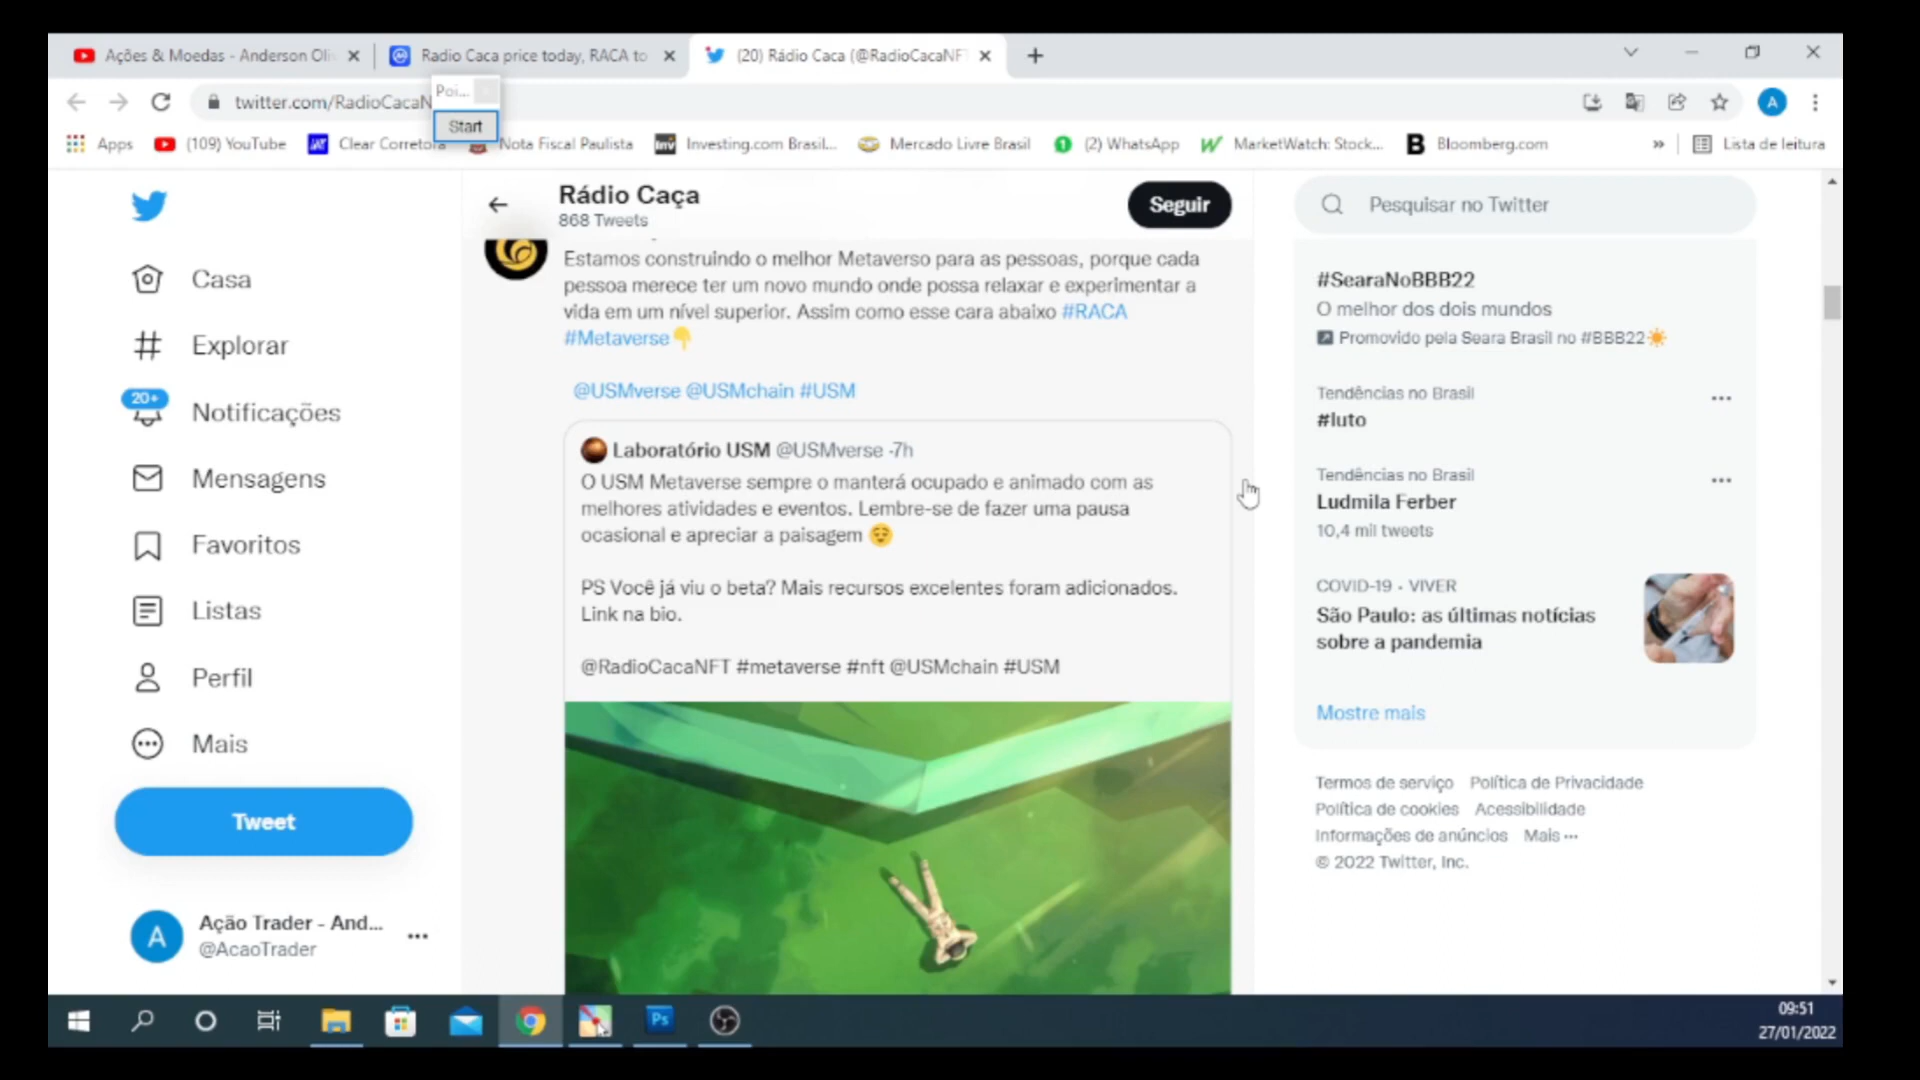 Ações & Moedas - Anderson Oli
Radio Caca price today, RACA to
(20) Rádio Caca (@RadioCacaNF
twitter.com/RadioCacaN
Poi...
Start
Apps
(109) YouTube
Clear Corretora
Nota Fiscal Paulista
Investing.com Brasil...
Mercado Livre Brasil
(2) WhatsApp
MarketWatch: Stock...
Bloomberg.com
Lista de leitura
Casa
Explorar
20+
Notificações
Mensagens
Favoritos
Listas
Perfil
Mais
Tweet
Ação Trader - And...
@AcaoTrader
Rádio Caça
868 Tweets
Seguir
Estamos construindo o melhor Metaverso para as pessoas, porque cada
pessoa merece ter um novo mundo onde possa relaxar e experimentar a
vida em um nível superior. Assim como esse cara abaixo #RACA
#Metaverse👇
@USMverse @USMchain #USM
Laboratório USM @USMverse -7h
O USM Metaverse sempre o manterá ocupado e animado com as
melhores atividades e eventos. Lembre-se de fazer uma pausa
ocasional e apreciar a paisagem 😌
PS Você já viu o beta? Mais recursos excelentes foram adicionados.
Link na bio.
@RadioCacaNFT #metaverse #nft @USMchain #USM
Pesquisar no Twitter
#SearaNoBBB22
O melhor dos dois mundos
Promovido pela Seara Brasil no #BBB22☀️
Tendências no Brasil
#luto
Tendências no Brasil
Ludmila Ferber
10,4 mil tweets
COVID-19 · VIVER
São Paulo: as últimas notícias
sobre a pandemia
Mostre mais
Termos de serviço Política de Privacidade
Política de cookies Acessibilidade
Informações de anúncios Mais ···
© 2022 Twitter, Inc.
Ps
09:51
27/01/2022